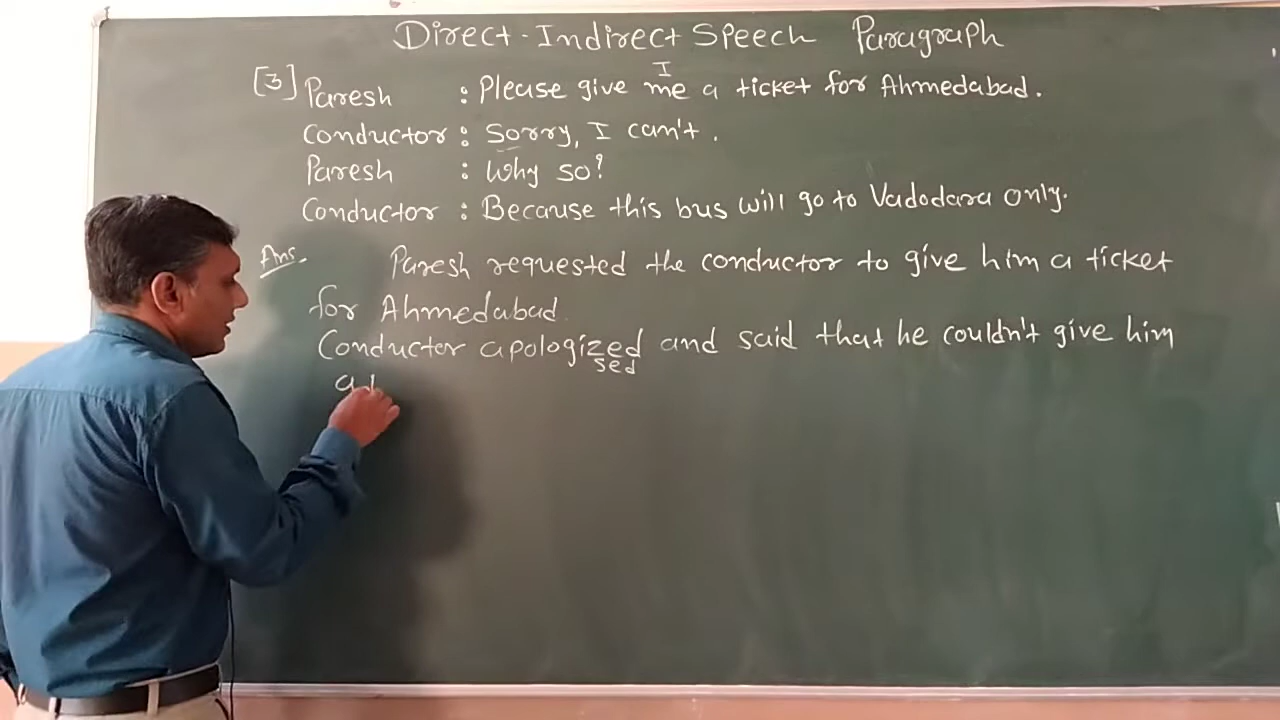 Direct-Indirect Speech Paragraph
I
[3] Paresh : Please give me a ticket for Ahmedabad.
Conductor : Sorry, I can't.
Paresh : Why so?
Conductor : Because this bus will go to Vadodara only.
Ans. Paresh requested the conductor to give him a ticket
for Ahmedabad.
Conductor apologized and said that he couldn't give him
sed
a